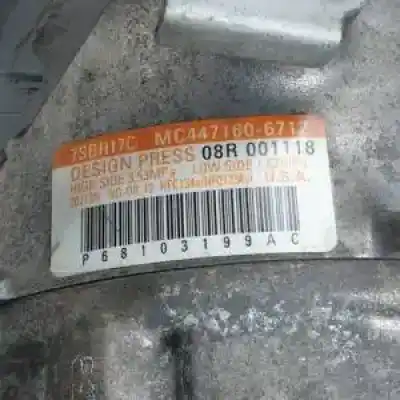 7SBH17C MC447160-6712
DESIGN PRESS 08R 001118
HIGH SIDE 3.53MPa LOW SIDE
P68103199AC